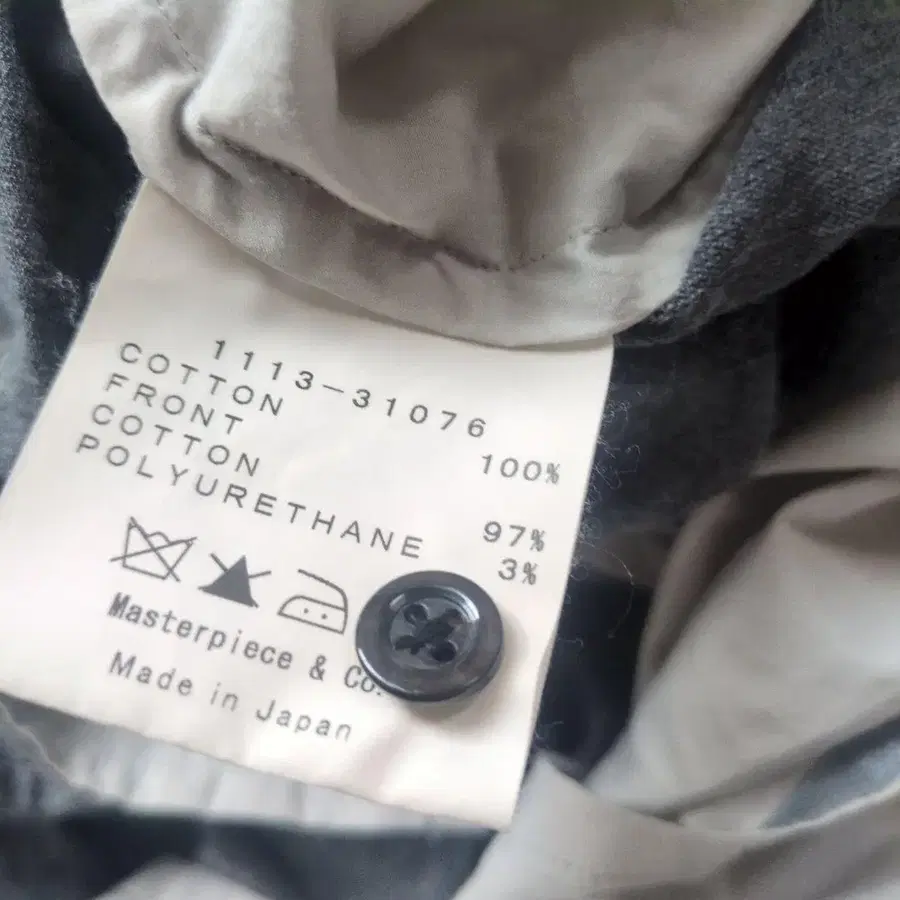 1113-31076
COTTON 100%
FRONT
COTTON 97%
POLYURETHANE 3%
Masterpiece & Co.
Made in Japan